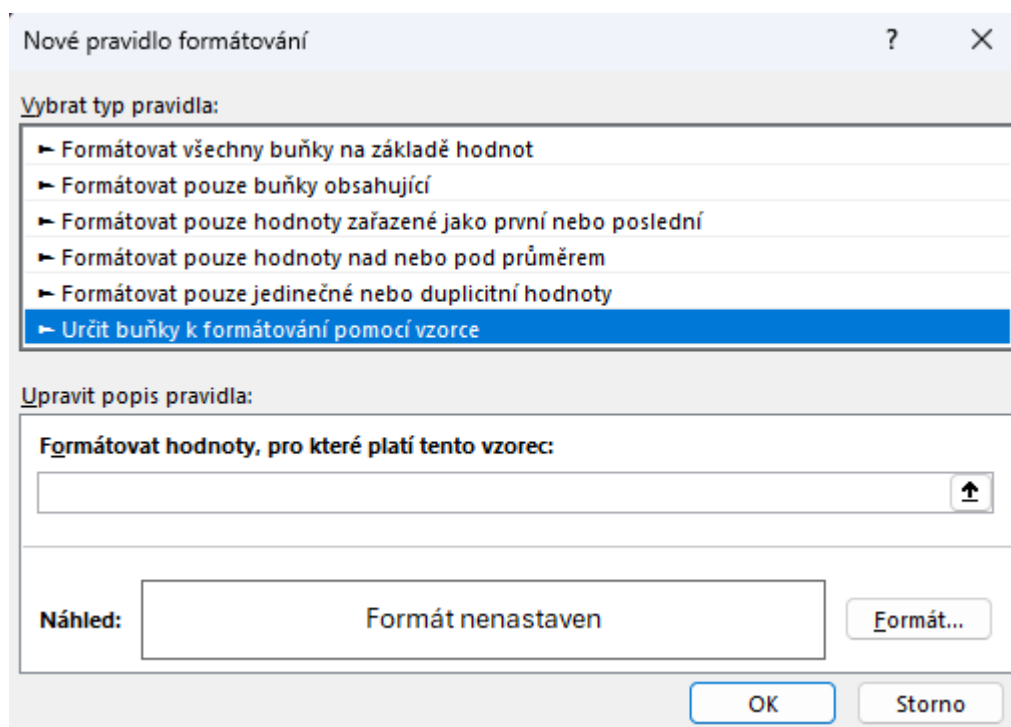 Nové pravidlo formátování
Vybrat typ pravidla:
Formátovat všechny buňky na základě hodnot
Formátovat pouze buňky obsahující
Formátovat pouze hodnoty zařazené jako první nebo poslední
Formátovat pouze hodnoty nad nebo pod průměrem
Formátovat pouze jedinečné nebo duplicitní hodnoty
Určit buňky k formátování pomocí vzorce
Upravit popis pravidla:
Formátovat hodnoty, pro které platí tento vzorec:
Náhled: Formát nenastaven Formát...
OK Storno